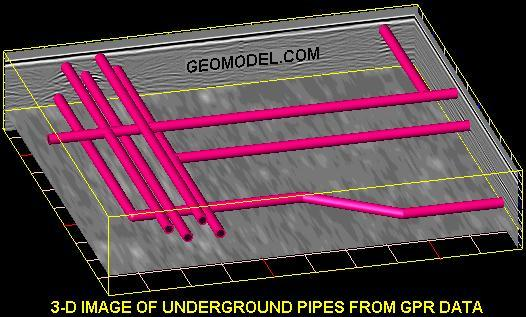 GEOMODEL.COM
3-D IMAGE OF UNDERGROUND PIPES FROM GPR DATA